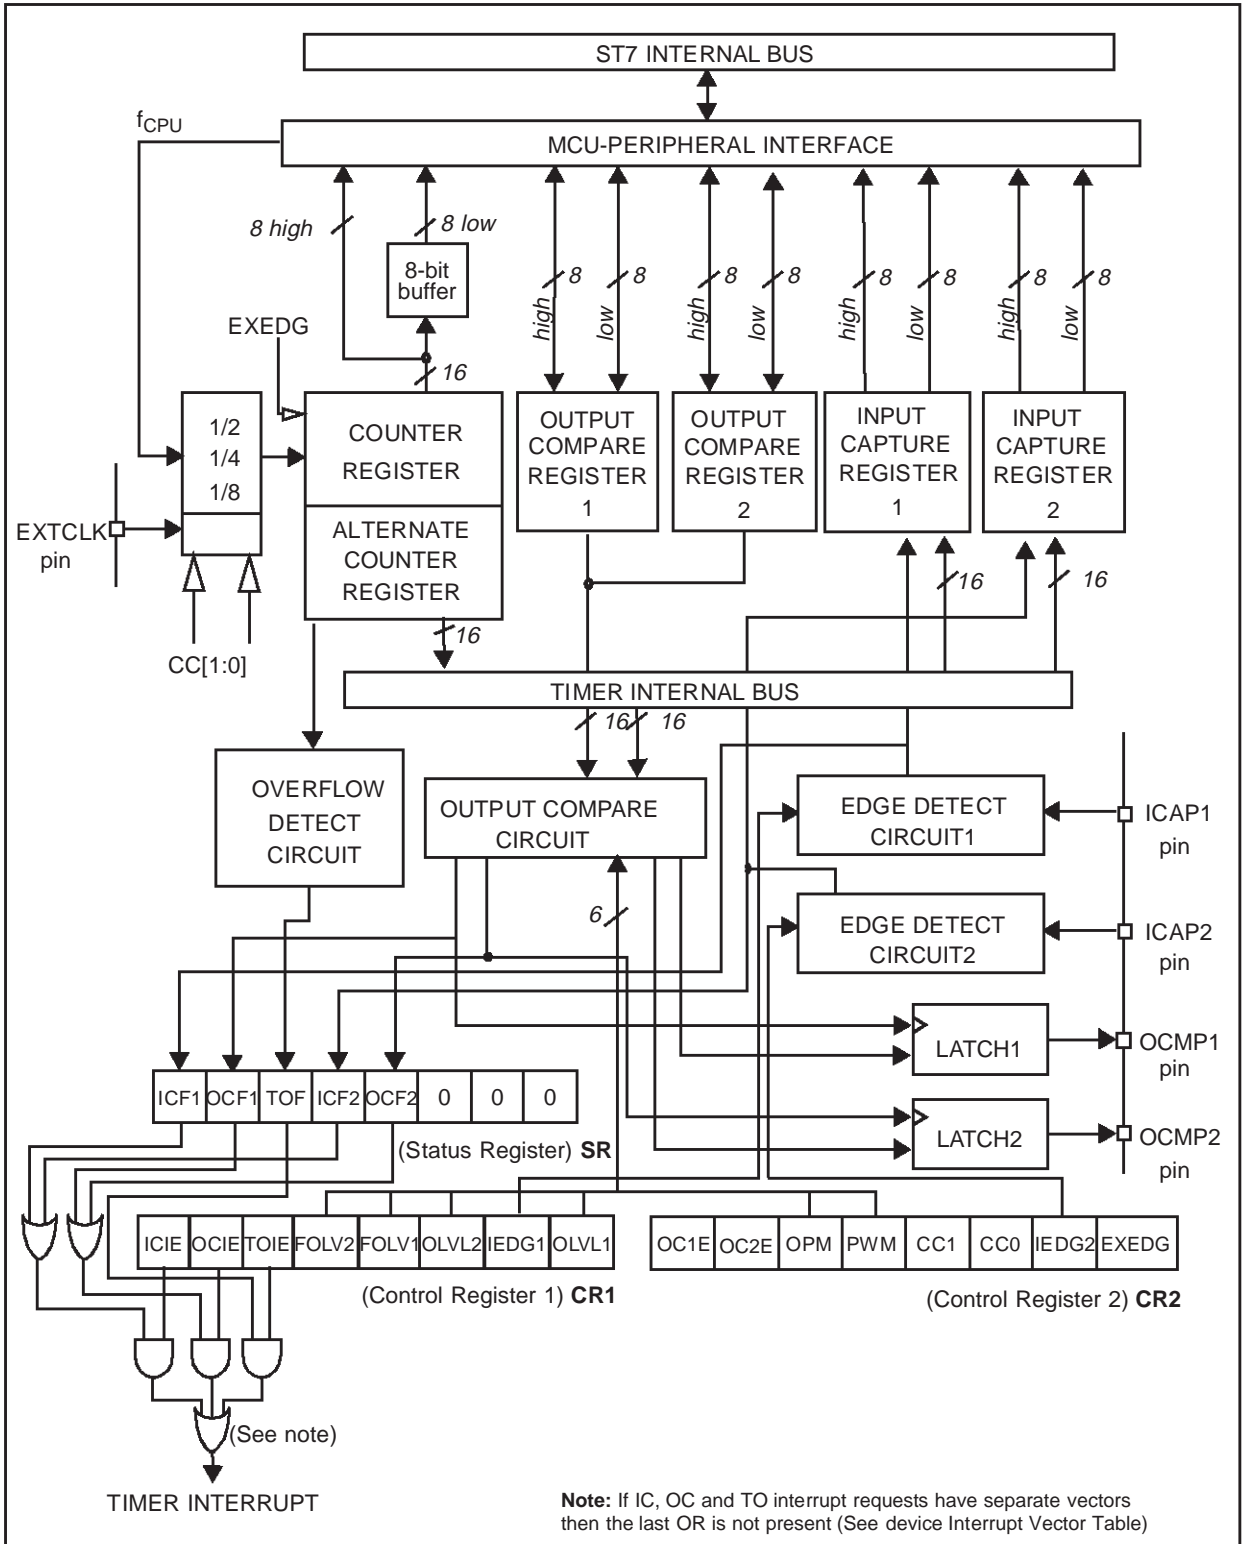 ST7 INTERNAL BUS
fCPU
MCU-PERIPHERAL INTERFACE
8 high
8 low
8-bit
buffer
8
8
8
8
8
8
8
8
high
low
high
low
high
low
high
low
EXEDG
16
1/2
1/4
1/8
COUNTER
REGISTER
ALTERNATE
COUNTER
REGISTER
OUTPUT
COMPARE
REGISTER
1
OUTPUT
COMPARE
REGISTER
2
INPUT
CAPTURE
REGISTER
1
INPUT
CAPTURE
REGISTER
2
EXTCLK
pin
16
16
16
CC[1:0]
TIMER INTERNAL BUS
16
16
OVERFLOW
DETECT
CIRCUIT
OUTPUT COMPARE
CIRCUIT
EDGE DETECT
CIRCUIT1
ICAP1
pin
6
EDGE DETECT
CIRCUIT2
ICAP2
pin
LATCH1
OCMP1
pin
ICF1 OCF1 TOF ICF2 OCF2 0 0 0
(Status Register) SR
LATCH2
OCMP2
pin
ICIE OCIE TOIE FOLV2 FOLV1 OLVL2 IEDG1 OLVL1
OC1E OC2E OPM PWM CC1 CC0 IEDG2 EXEDG
(Control Register 1) CR1
(Control Register 2) CR2
(See note)
TIMER INTERRUPT
Note: If IC, OC and TO interrupt requests have separate vectors
then the last OR is not present (See device Interrupt Vector Table)